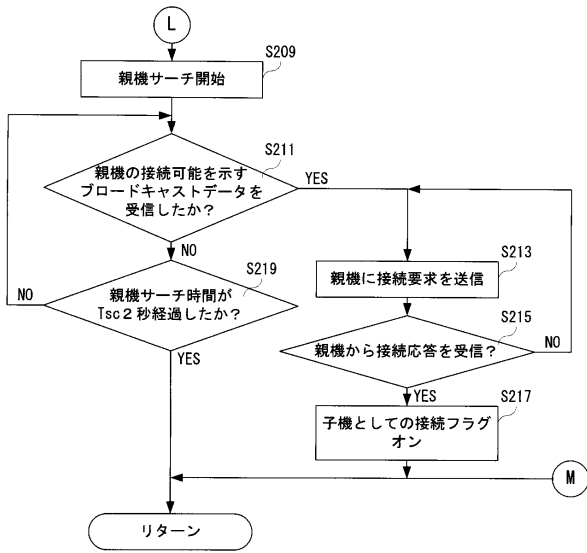 L
S209
親機サーチ開始
S211
親機の接続可能を示す
ブロードキャストデータを
受信したか？
YES
NO
S219
親機サーチ時間が
Tsc２秒経過したか？
NO
YES
S213
親機に接続要求を送信
S215
親機から接続応答を受信？
NO
YES
S217
子機としての接続フラグ
オン
M
リターン